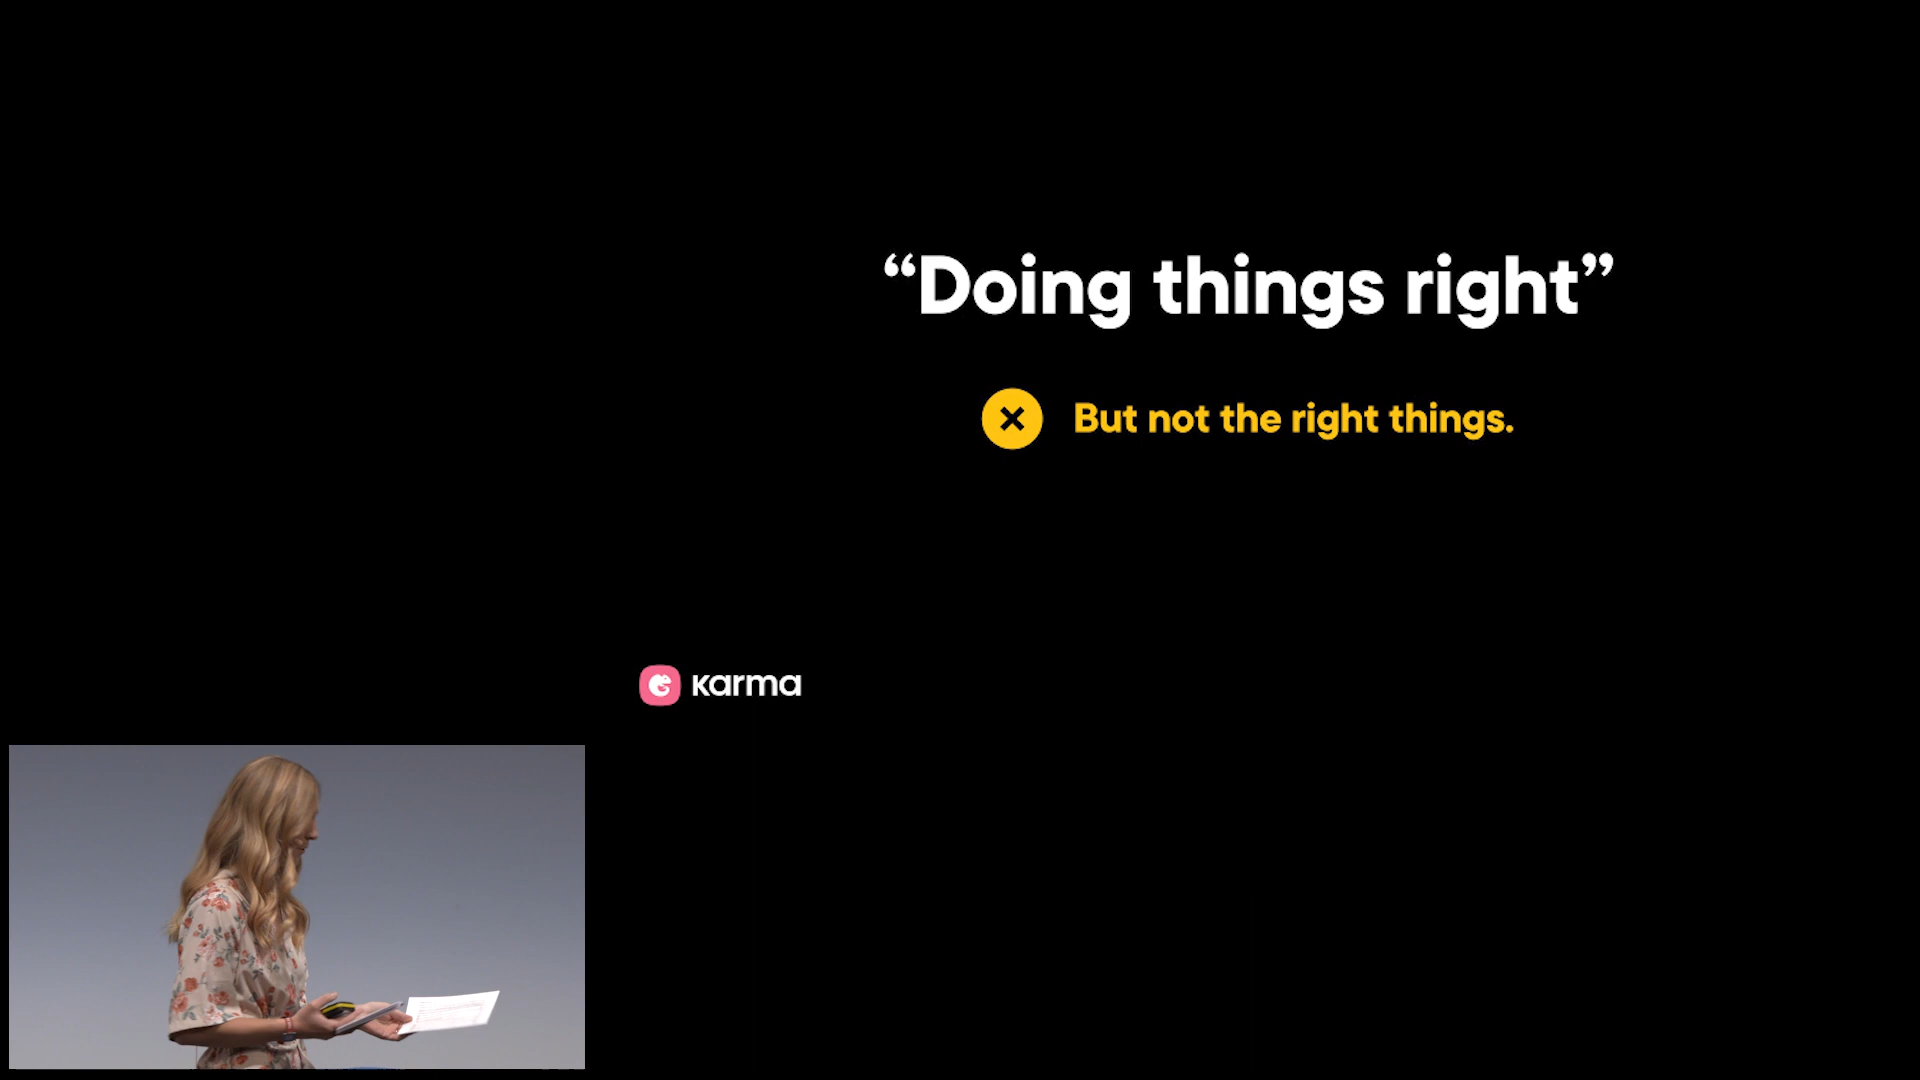 “Doing things right”
But not the right things.
karma